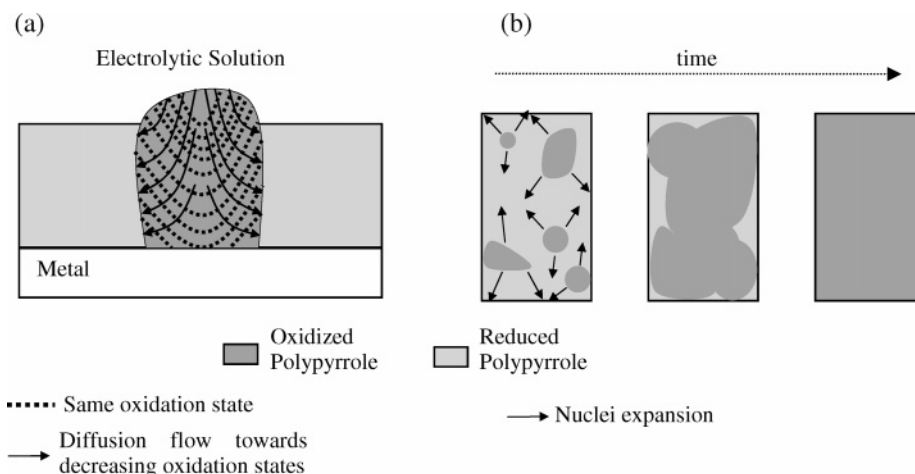 (a)
Electrolytic Solution
Metal
(b)
time
Oxidized
Polypyrrole
Reduced
Polypyrrole
Same oxidation state
Diffusion flow towards
decreasing oxidation states
Nuclei expansion